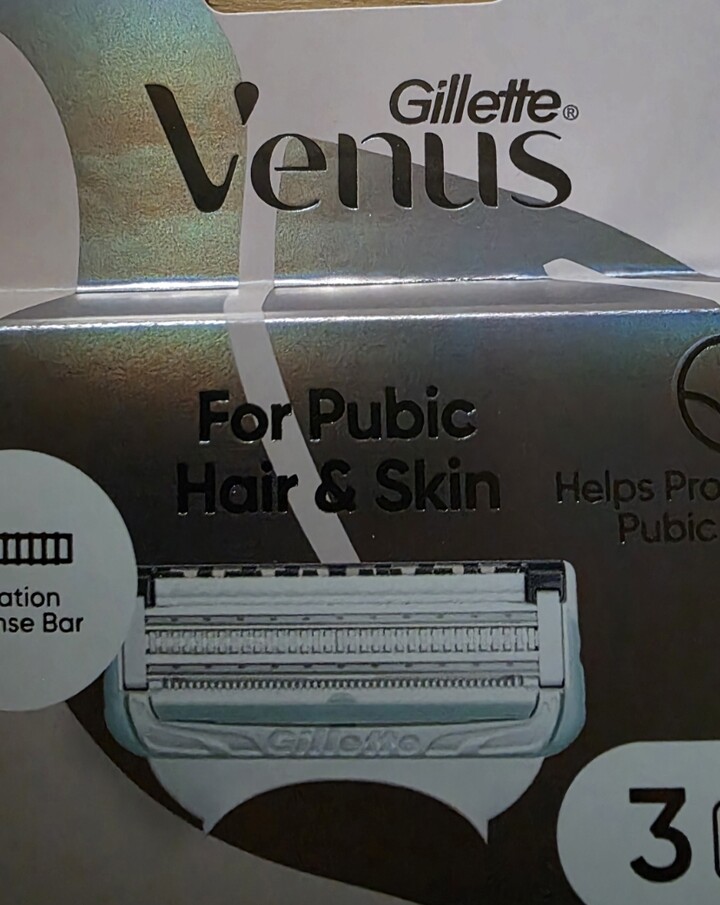 Gillette®
Venus
For Pubic
Hair & Skin
Helps Pro
Pubic
ation
nse Bar
Gillette
3